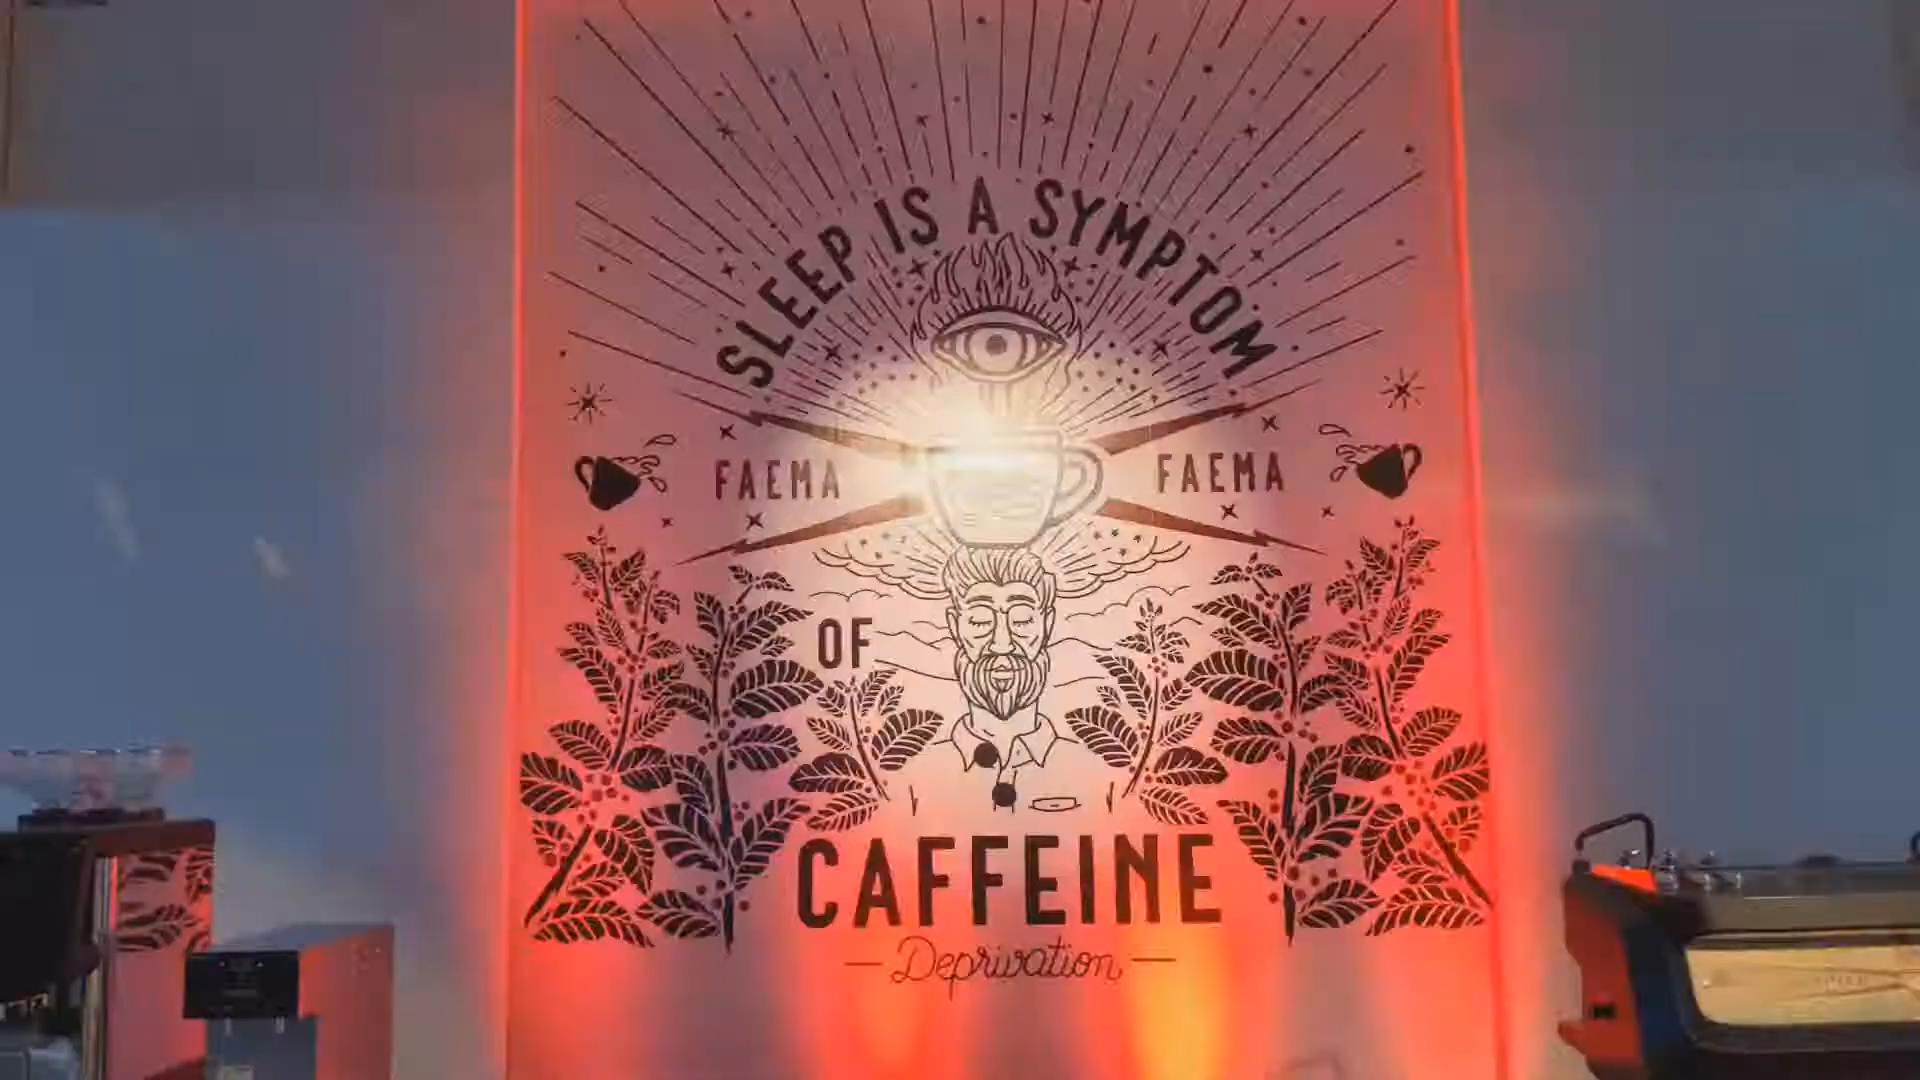 SLEEP IS A SYMPTOM
FAEMA FAEMA
OF
CAFFEINE
Deprivation